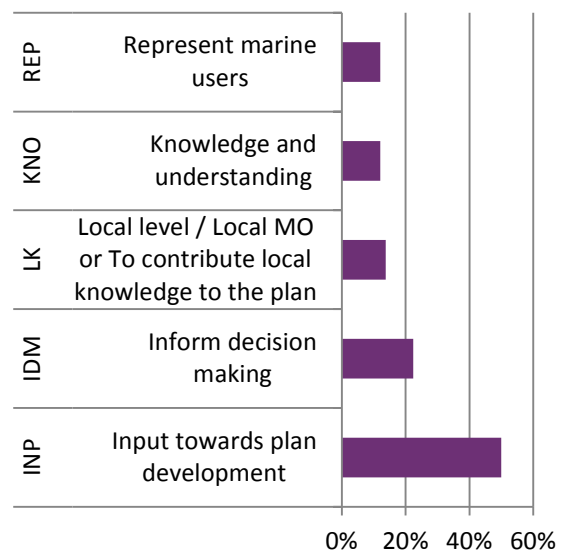 REP
Represent marine
users
KNO
Knowledge and
understanding
LK
Local level / Local MO
or To contribute local
knowledge to the plan
IDM
Inform decision
making
INP
Input towards plan
development
0% 20% 40% 60%